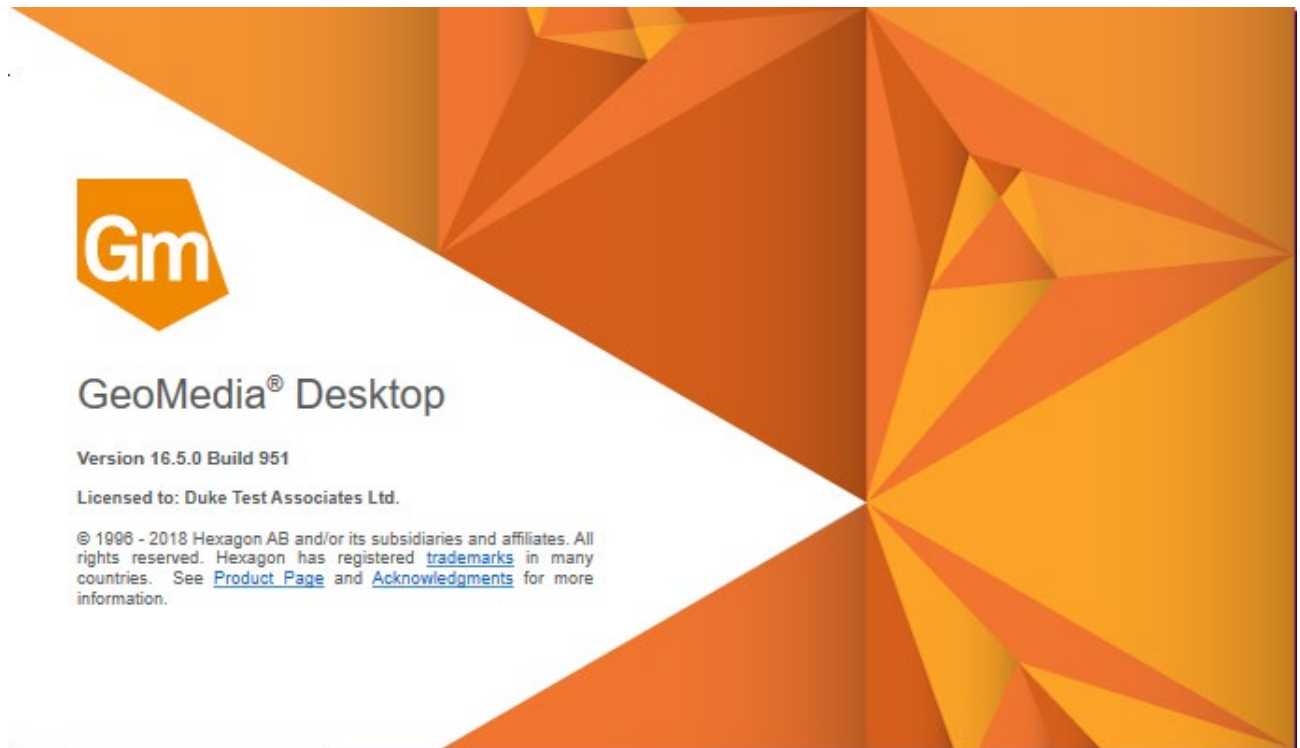 Gm
GeoMedia® Desktop
Version 16.5.0 Build 951
Licensed to: Duke Test Associates Ltd.
© 1996 - 2018 Hexagon AB and/or its subsidiaries and affiliates. All
rights reserved. Hexagon has registered trademarks in many
countries. See Product Page and Acknowledgments for more
information.